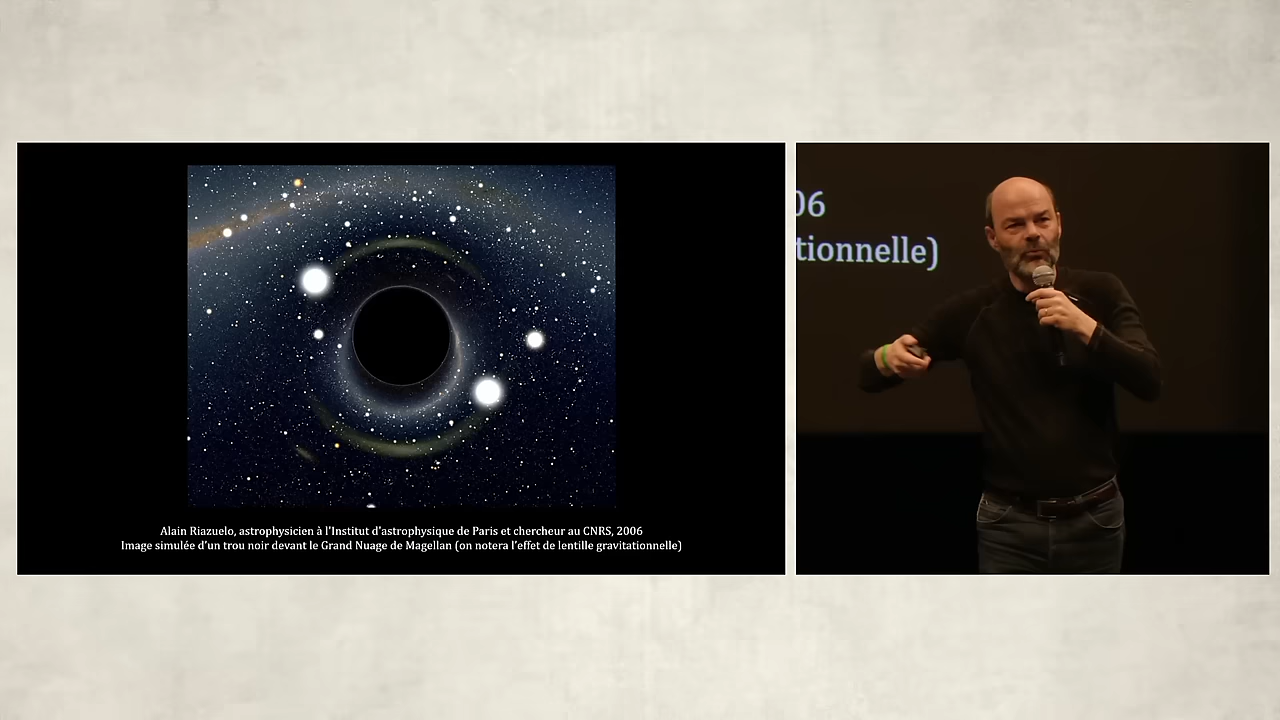 Alain Riazuelo, astrophysicien à l'Institut d'astrophysique de Paris et chercheur au CNRS, 2006
Image simulée d'un trou noir devant le Grand Nuage de Magellan (on notera l'effet de lentille gravitationnelle)
06
tionnelle)